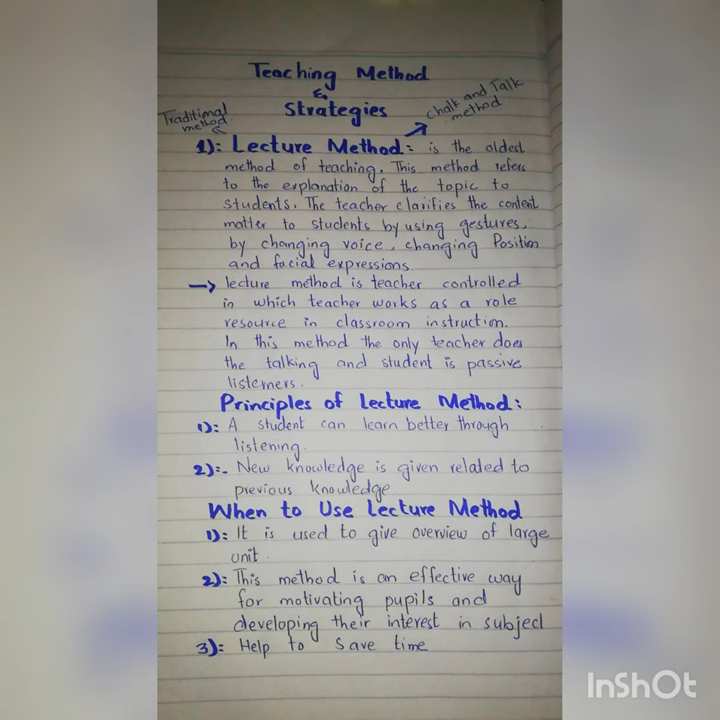 Teaching Method
&
Strategies
Traditional method
Chalk and Talk method
1): Lecture Method: is the oldest
method of teaching. This method refers
to the explanation of the topic to
students. The teacher clarifies the content
matter to students by using gestures,
by changing voice, changing Position
and facial expressions
→ lecture method is teacher controlled
in which teacher works as a role
resource in classroom instruction.
In this method the only teacher does
the talking and student is passive
listemers.
Principles of Lecture Method:
1): A student can learn better through
listening.
2):- New knowledge is given related to
previous knowledge
When to Use Lecture Method
1): It is used to give overview of large
unit.
2): This method is an effective way
for motivating pupils and
developing their interest in subject
3): Help to Save time
InShOt